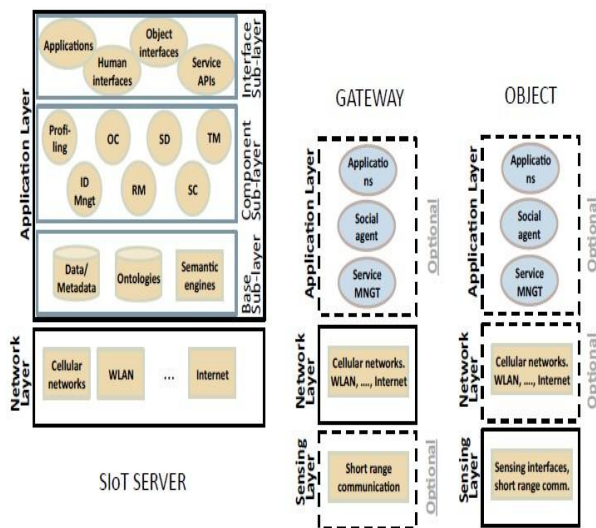 Application Layer
Interface
Sub-layer
Applications
Human
interfaces
Object
interfaces
Service
APIs
Component
Sub-layer
Profi-
ling
OC
SD
TM
ID
Mngt
RM
SC
Base
Sub-layer
Data/
Metadata
Ontologies
Semantic
engines
Network
Layer
Cellular
networks
WLAN
...
Internet
SIoT SERVER
GATEWAY
Application Layer
Applicatio
ns
Social
agent
Service
MNGT
Optional
Network
Layer
Cellular networks.
WLAN, ....., Internet
Sensing
Layer
Short range
communication
Optional
OBJECT
Application Layer
Applicatio
ns
Social
agent
Service
MNGT
Optional
Network
Layer
Cellular networks.
WLAN, ....., Internet
Optional
Sensing
Layer
Sensing interfaces,
short range comm.